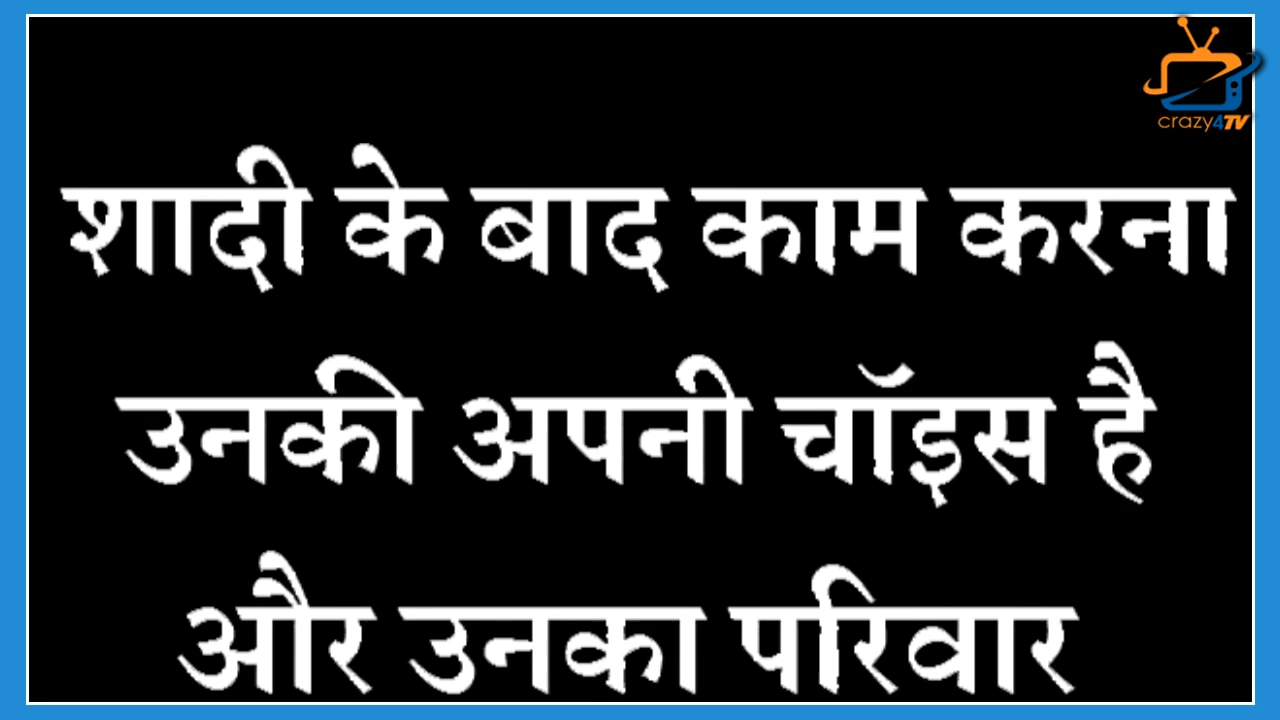 crazy4TV
शादी के बाद काम करना
उनकी अपनी चॉइस है
और उनका परिवार